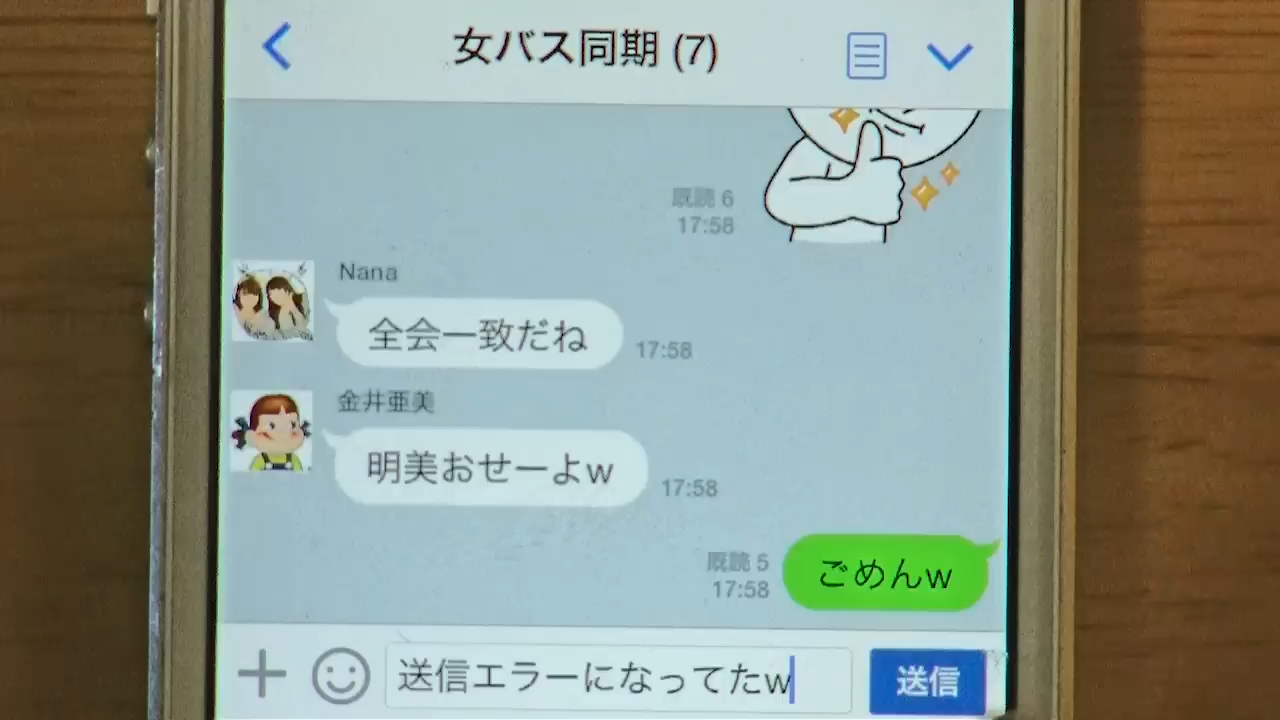 女バス同期 (7)
既読 6
17:58
Nana
全会一致だね
17:58
金井亜美
明美おせーよw
17:58
既読 5
17:58
ごめんw
送信エラーになってたw
送信